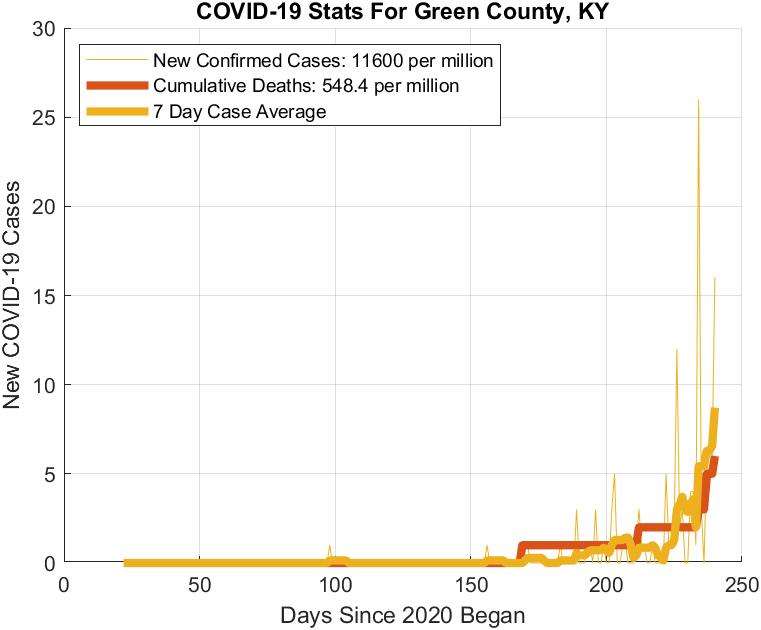 COVID-19 Stats For Green County, KY
30
25
20
15
10
5
0
New COVID-19 Cases
New Confirmed Cases: 11600 per million
Cumulative Deaths: 548.4 per million
7 Day Case Average
0
50
100
150
200
250
Days Since 2020 Began